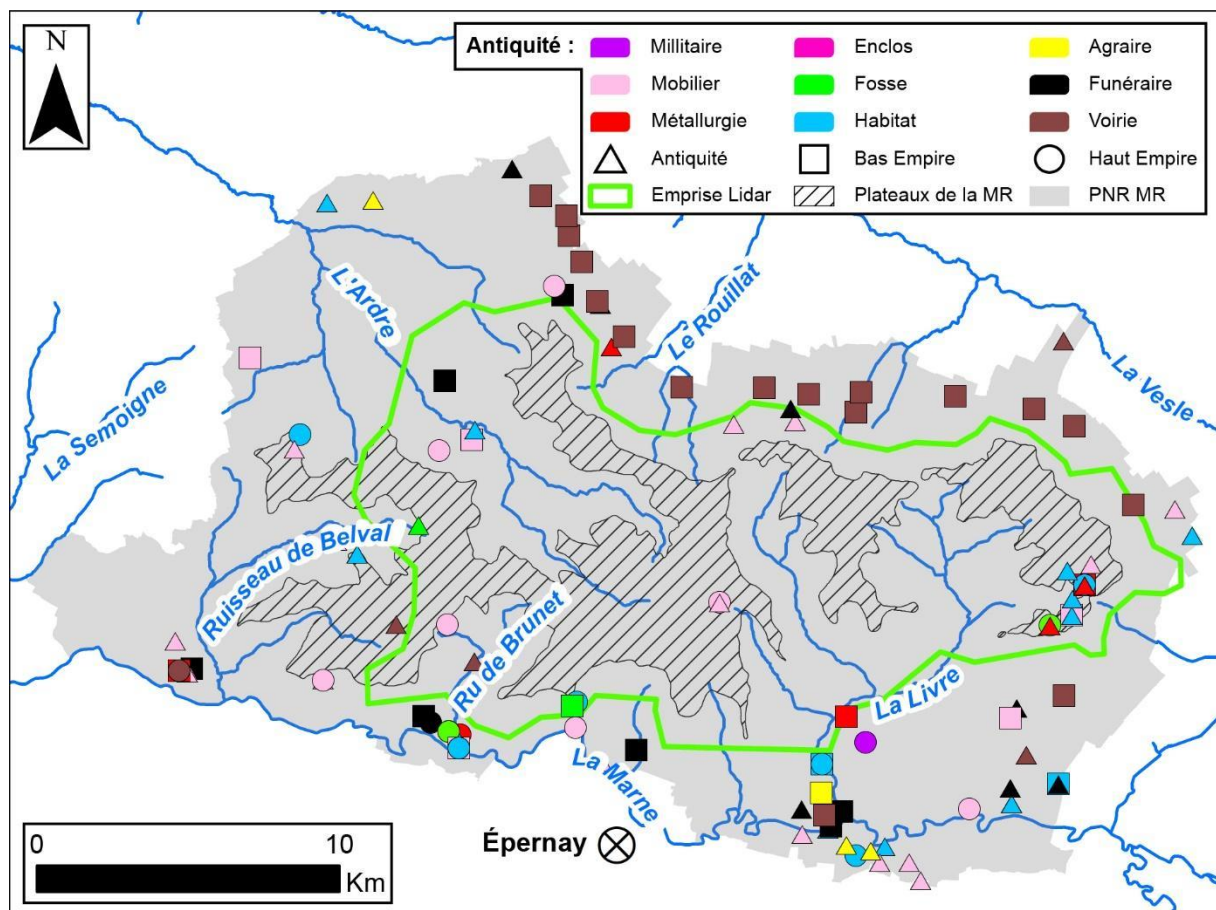 N
Antiquité :
Millitaire
Enclos
Agraire
Mobilier
Fosse
Funéraire
Métallurgie
Habitat
Voirie
Antiquité
Bas Empire
Haut Empire
Emprise Lidar
Plateaux de la MR
PNR MR
L'Ardre
Le Rouillat
La Vesle
La Semoigne
Ruisseau de Belval
Ru de Brunet
La Livre
La Marne
Épernay
0
10
Km